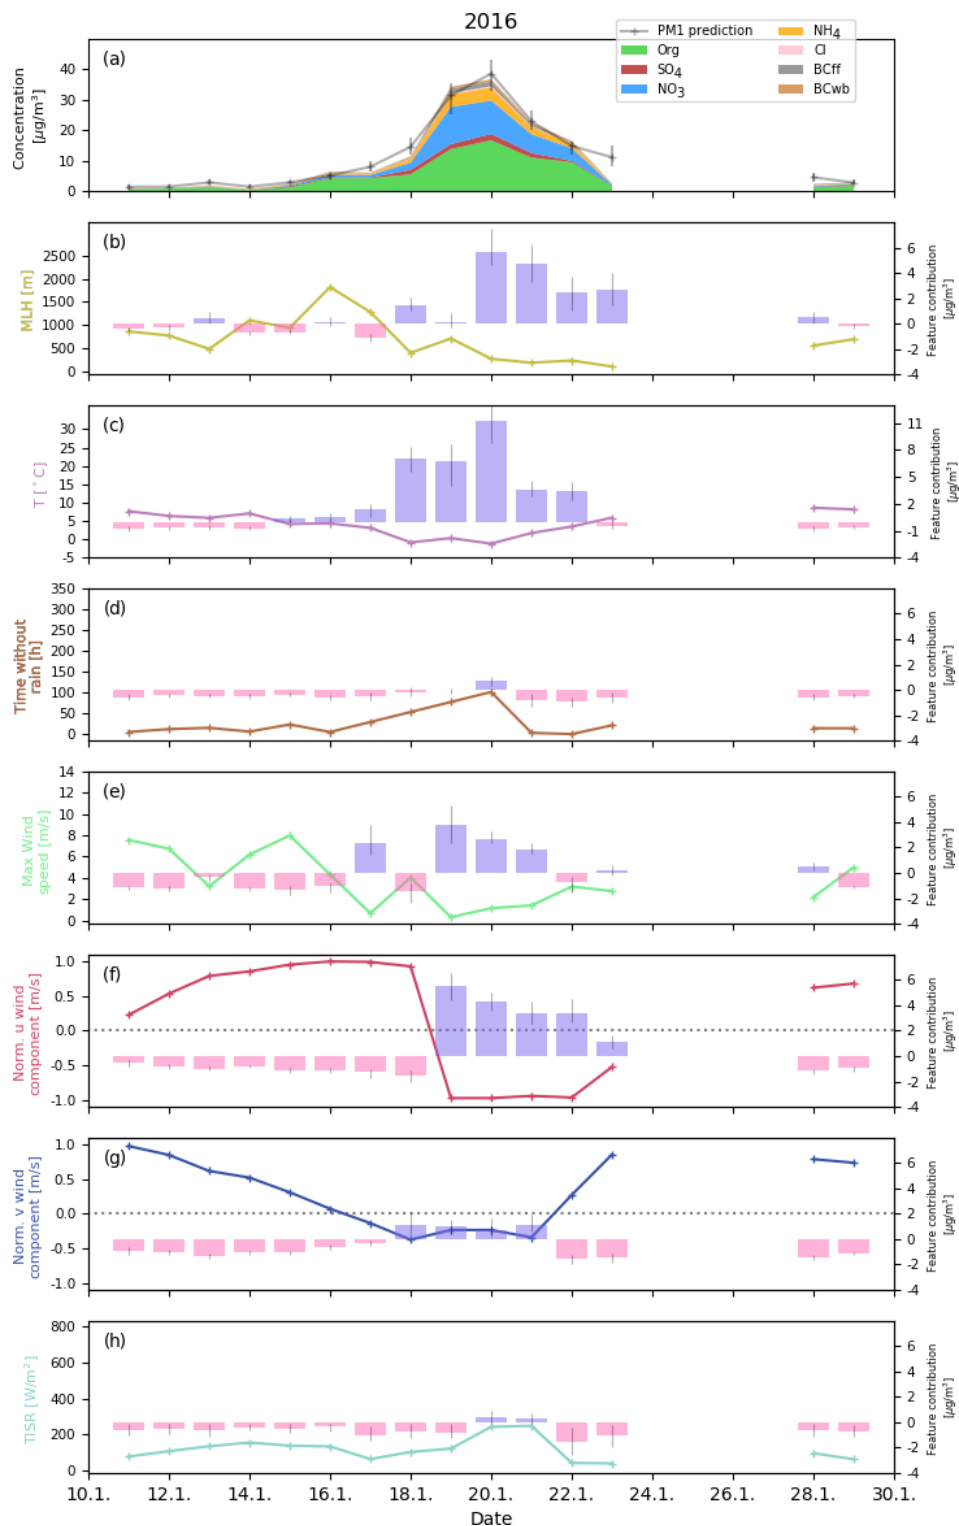 2016
(a)
PM1 prediction
Org
SO4
NO3
NH4
Cl
BCff
BCwb
Concentration
[μg/m³]
40
30
20
10
0
(b)
MLH [m]
2500
2000
1500
1000
500
0
6
4
2
0
-2
-4
Feature contribution
[μg/m³]
(c)
T [°C]
30
25
20
15
10
5
0
-5
11
8
5
2
-1
-4
Feature contribution
[μg/m³]
(d)
Time without
rain [h]
350
300
250
200
150
100
50
0
6
4
2
0
-2
-4
Feature contribution
[μg/m³]
(e)
Max Wind
speed [m/s]
14
12
10
8
6
4
2
0
6
4
2
0
-2
-4
Feature contribution
[μg/m³]
(f)
Norm. u wind
component [m/s]
1.0
0.5
0.0
-0.5
-1.0
6
4
2
0
-2
-4
Feature contribution
[μg/m³]
(g)
Norm. v wind
component [m/s]
1.0
0.5
0.0
-0.5
-1.0
6
4
2
0
-2
-4
Feature contribution
[μg/m³]
(h)
TISR [W/m²]
800
600
400
200
0
6
4
2
0
-2
-4
Feature contribution
[μg/m³]
10.1. 12.1. 14.1. 16.1. 18.1. 20.1. 22.1. 24.1. 26.1. 28.1. 30.1.
Date